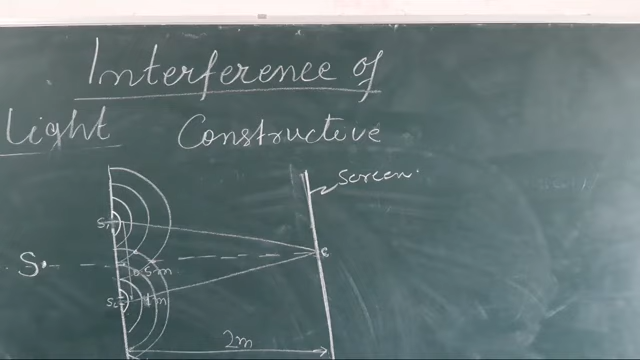 Interference of
Light Constructive
Screen
S1
S
0.5m
S2
1m
2m